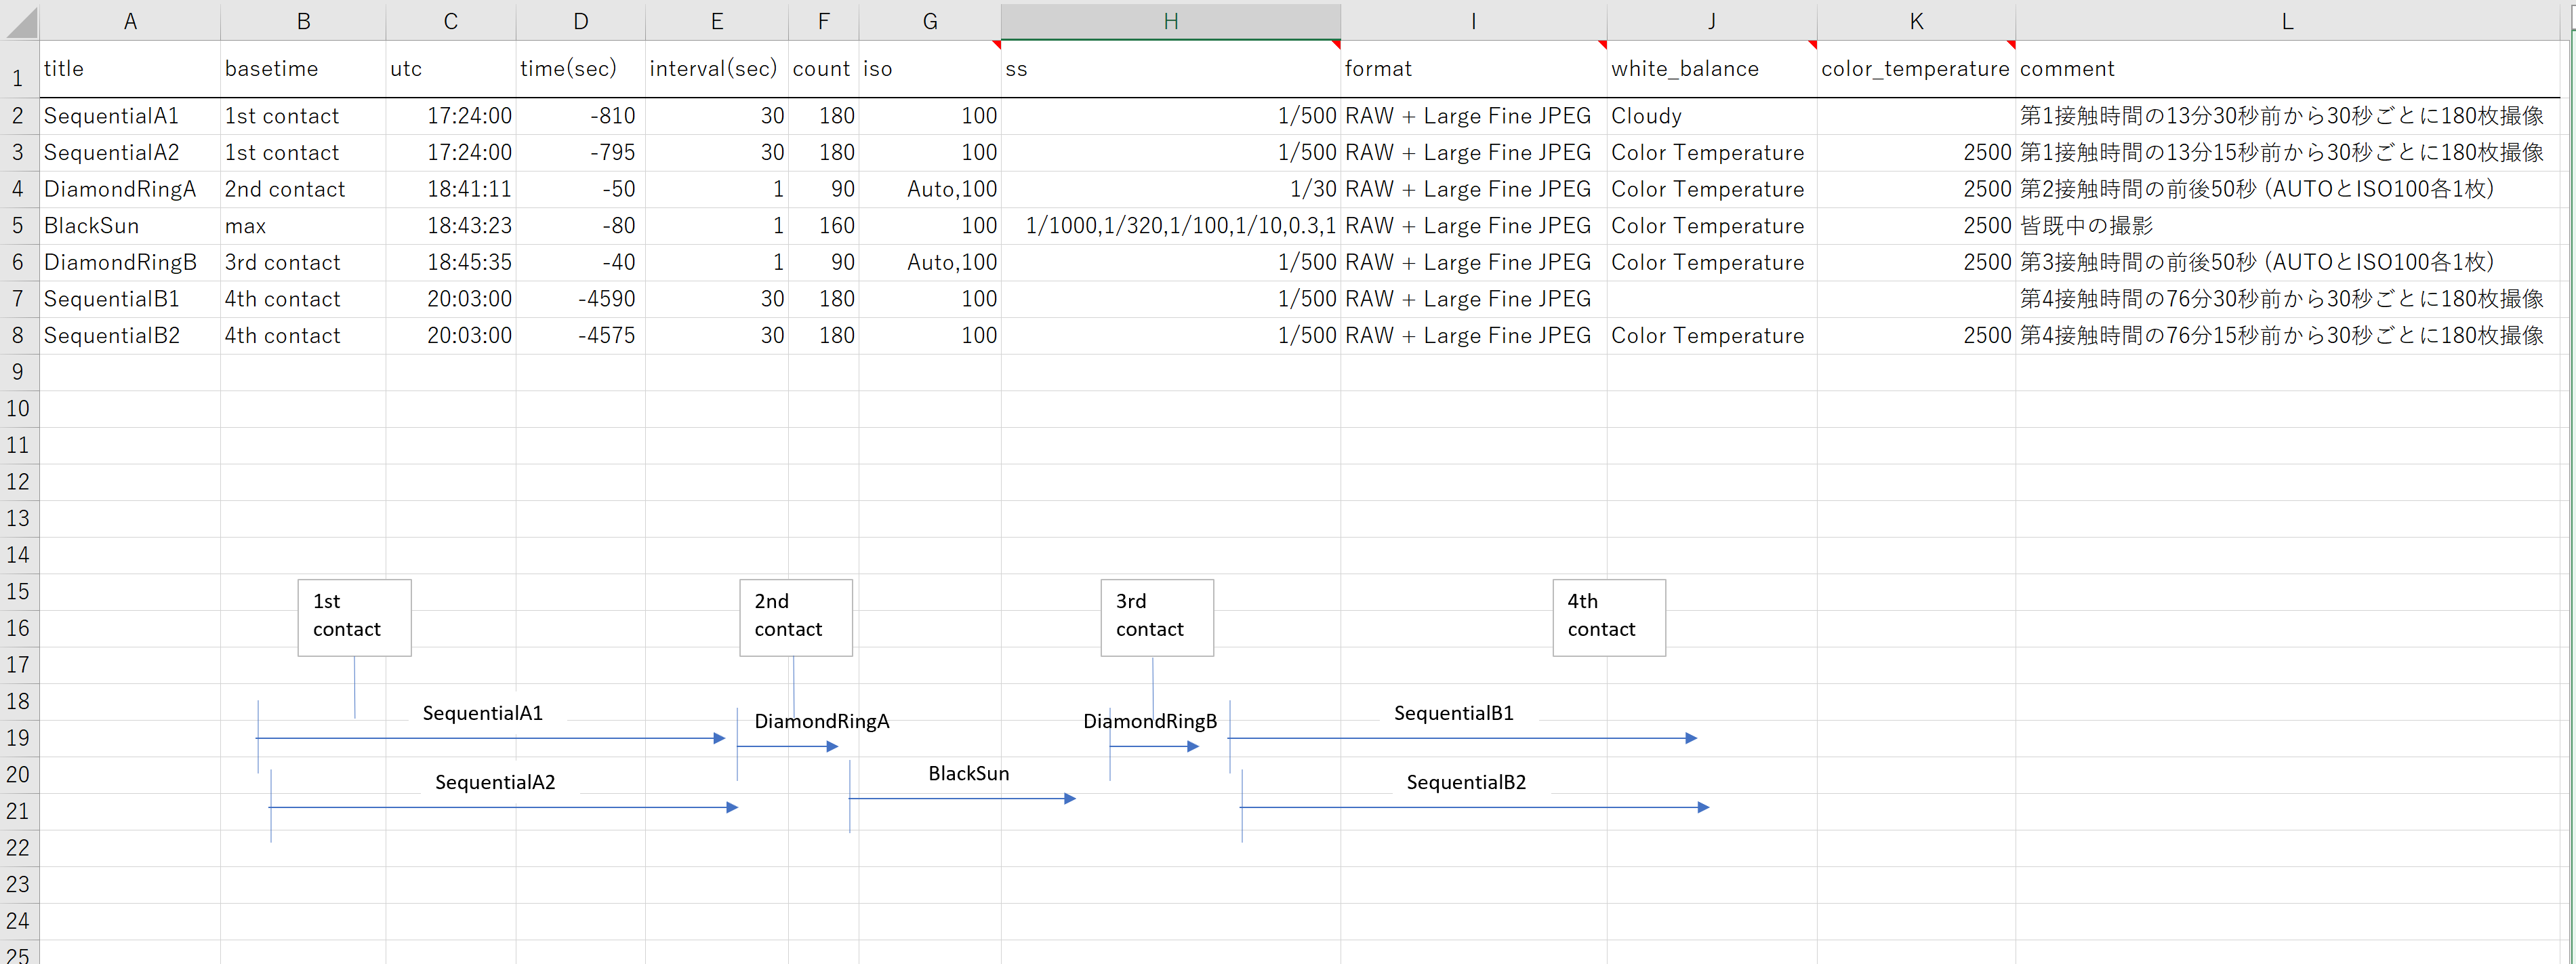 A B C D E F G H I J K L
1 title basetime utc time(sec) interval(sec) count iso ss format white_balance color_temperature comment
2 SequentialA1 1st contact 17:24:00 -810 30 180 100 1/500 RAW + Large Fine JPEG Cloudy 第1接触時間の13分30秒前から30秒ごとに180枚撮像
3 SequentialA2 1st contact 17:24:00 -795 30 180 100 1/500 RAW + Large Fine JPEG Color Temperature 2500 第1接触時間の13分15秒前から30秒ごとに180枚撮像
4 DiamondRingA 2nd contact 18:41:11 -50 1 90 Auto,100 1/30 RAW + Large Fine JPEG Color Temperature 2500 第2接触時間の前後50秒 (AUTOとISO100各1枚)
5 BlackSun max 18:43:23 -80 1 160 100 1/1000,1/320,1/100,1/10,0.3,1 RAW + Large Fine JPEG Color Temperature 2500 皆既中の撮影
6 DiamondRingB 3rd contact 18:45:35 -40 1 90 Auto,100 1/500 RAW + Large Fine JPEG Color Temperature 2500 第3接触時間の前後50秒 (AUTOとISO100各1枚)
7 SequentialB1 4th contact 20:03:00 -4590 30 180 100 1/500 RAW + Large Fine JPEG 第4接触時間の76分30秒前から30秒ごとに180枚撮像
8 SequentialB2 4th contact 20:03:00 -4575 30 180 100 1/500 RAW + Large Fine JPEG Color Temperature 2500 第4接触時間の76分15秒前から30秒ごとに180枚撮像
9
10
11
12
13
14
15
16
17
18
19
20
21
22
23
24
25
1st
contact
2nd
contact
3rd
contact
4th
contact
SequentialA1
DiamondRingA
DiamondRingB
SequentialB1
SequentialA2
BlackSun
SequentialB2